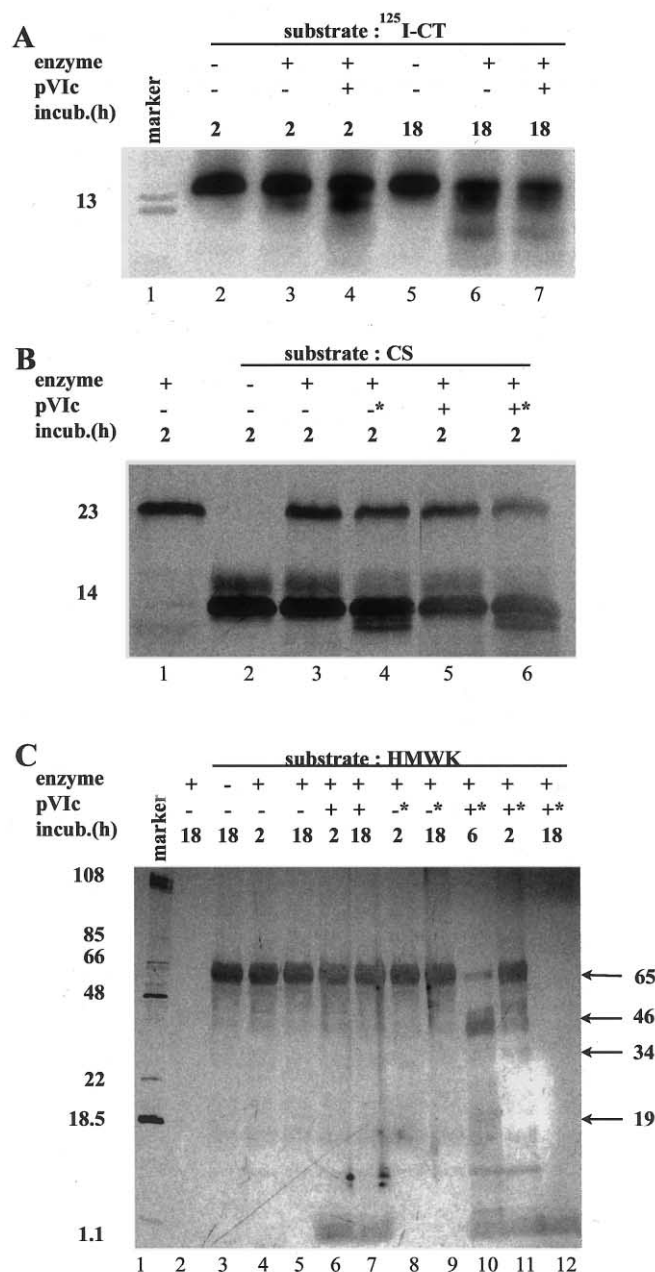 A
substrate : ¹²⁵I-CT
enzyme - + + - + +
pVIc - - + - - +
incub.(h) 2 2 2 18 18 18
marker
13
1 2 3 4 5 6 7
B
substrate : CS
enzyme + - + + + +
pVIc - - - -* + +*
incub.(h) 2 2 2 2 2 2
23
14
1 2 3 4 5 6
C
substrate : HMWK
enzyme + - + + + + + + + + +
pVIc - - - - + + -* -* +* +* +*
incub.(h) 18 18 2 18 2 18 2 18 6 2 18
marker
108
85
66
65
48
46
34
22
18.5
19
1.1
1 2 3 4 5 6 7 8 9 10 11 12